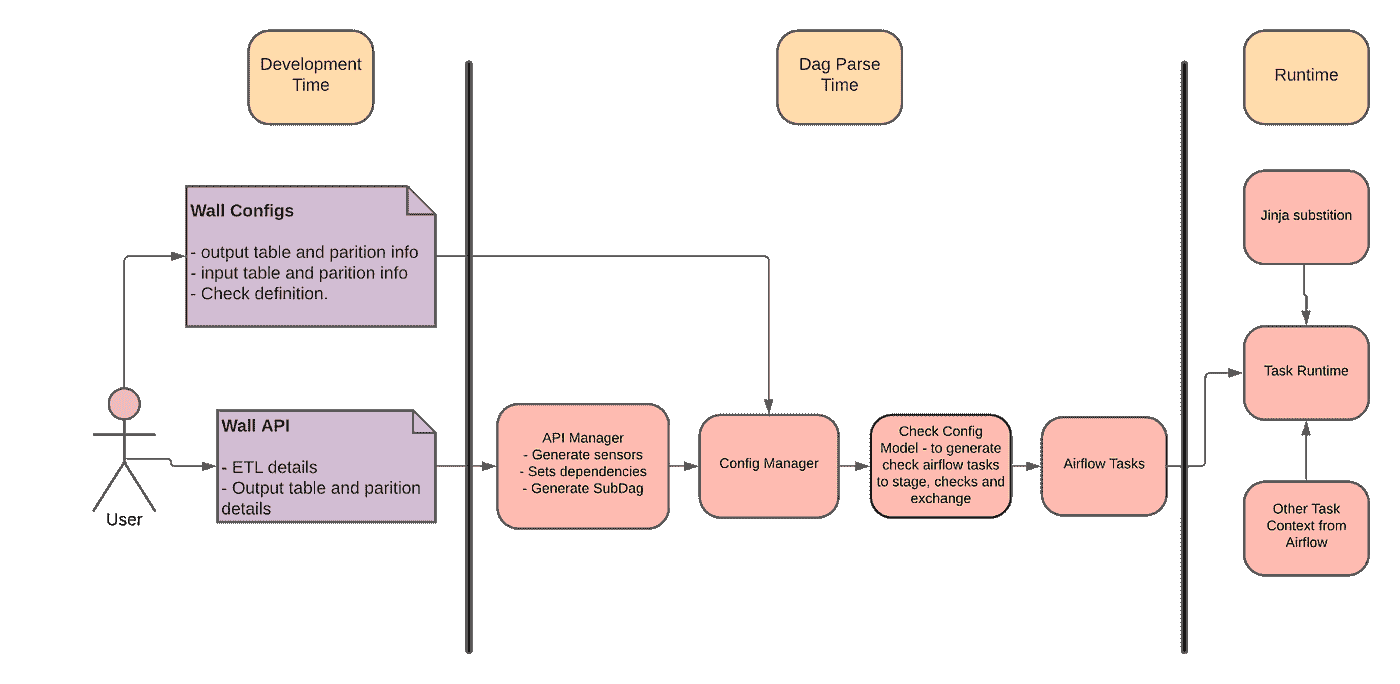 Development
Time
Dag Parse
Time
Runtime
Wall Configs
- output table and parition info
- input table and parition info
- Check definition.
Jinja substition
Task Runtime
Wall API
- ETL details
- Output table and parition
details
User
API Manager
- Generate sensors
- Sets dependencies
- Generate SubDag
Config Manager
Check Config
Model - to generate
check airflow tasks
to stage, checks and
exchange
Airflow Tasks
Other Task
Context from
Airflow